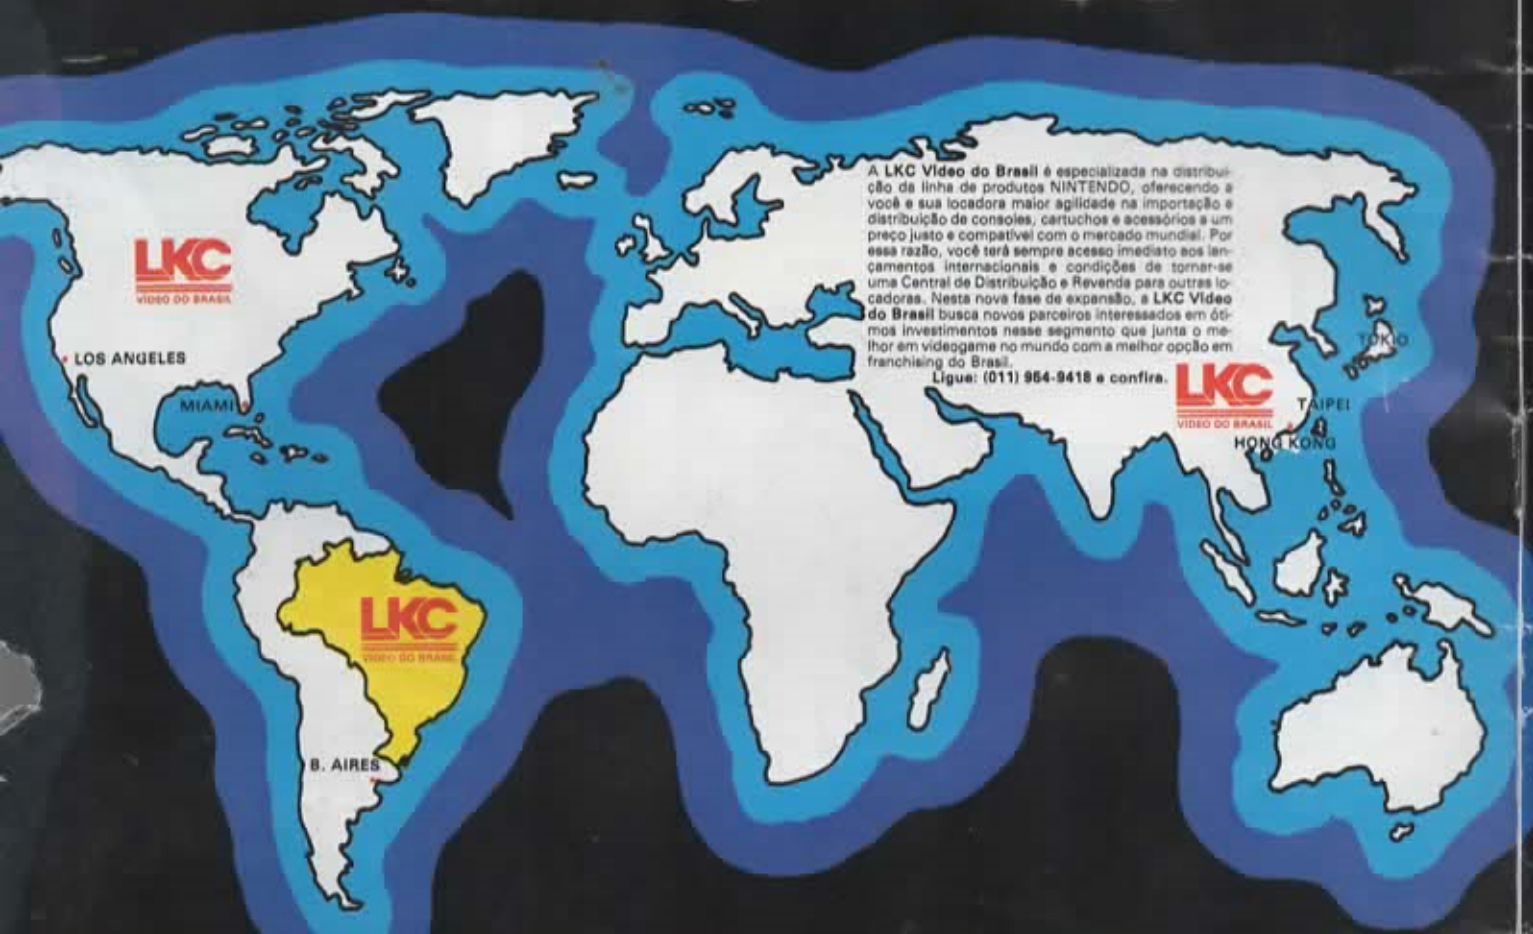 A LKC Video do Brasil é especializada na distribui-
ção da linha de produtos NINTENDO, oferecendo a
você e sua locadora maior agilidade na importação e
distribuição de consoles, cartuchos e acessórios a um
preço justo e compatível com o mercado mundial. Por
essa razão, você terá sempre acesso imediato aos lan-
çamentos internacionais e condições de tornar-se
uma Central de Distribuição e Revenda para outras lo-
cadoras. Nesta nova fase de expansão, a LKC Video
do Brasil busca novos parceiros interessados em óti-
mos investimentos nesse segmento que junta o me-
lhor em videogame no mundo com a melhor opção em
franchising do Brasil.
Ligue: (011) 964-9418 e confira.
LKC
VIDEO DO BRASIL
LOS ANGELES
MIAMI
LKC
VIDEO DO BRASIL
B. AIRES
LKC
VIDEO DO BRASIL
TOKIO
TAIPEI
HONG KONG